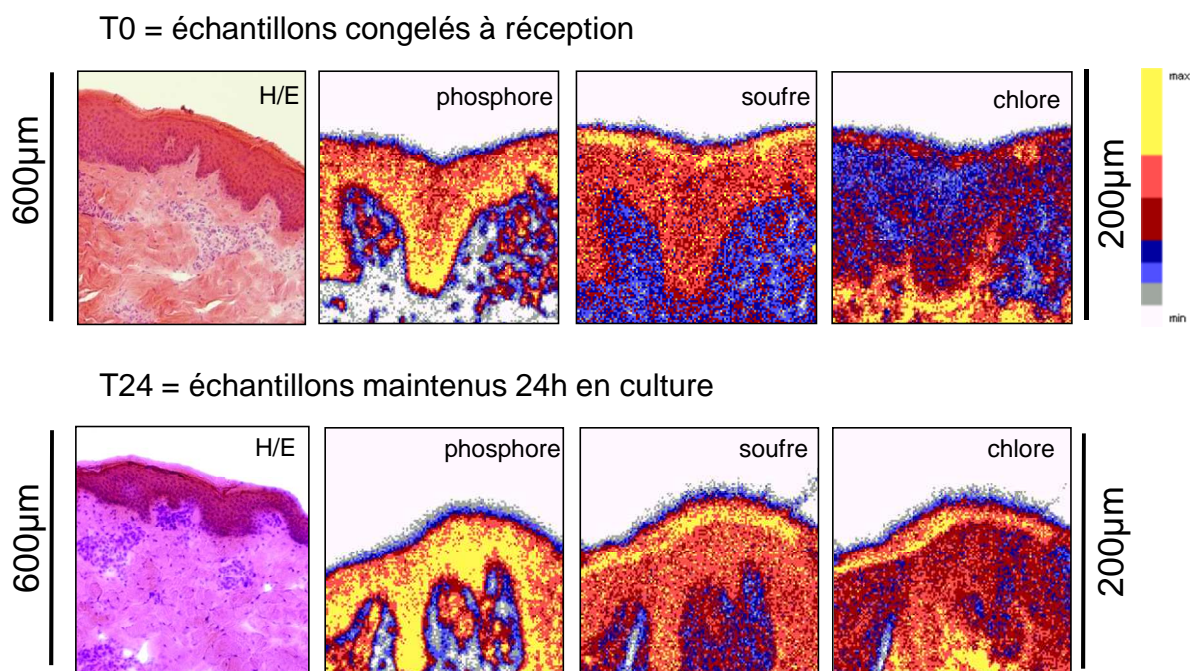 T0 = échantillons congelés à réception
600µm
H/E
phosphore
soufre
chlore
200µm
max
min
T24 = échantillons maintenus 24h en culture
600µm
H/E
phosphore
soufre
chlore
200µm